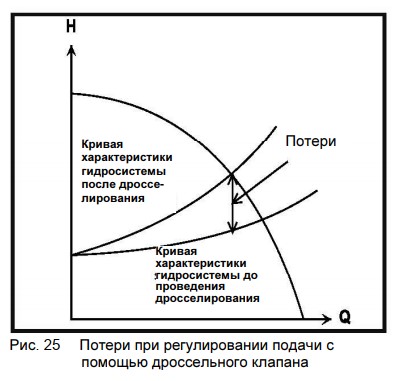 H
Кривая
характеристики
гидросистемы
после дроссе-
лирования
Потери
Кривая
характеристики
гидросистемы до
проведения
дросселирования
Q
Рис. 25 Потери при регулировании подачи с
помощью дроссельного клапана